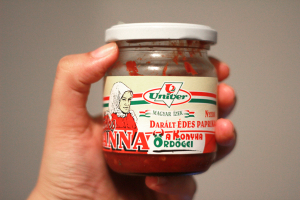 Univer
MAGYAR ÍZEK
DARÁLT ÉDES PAPRIKA
ANNA
A KONYHA
ÖRDÖGEI